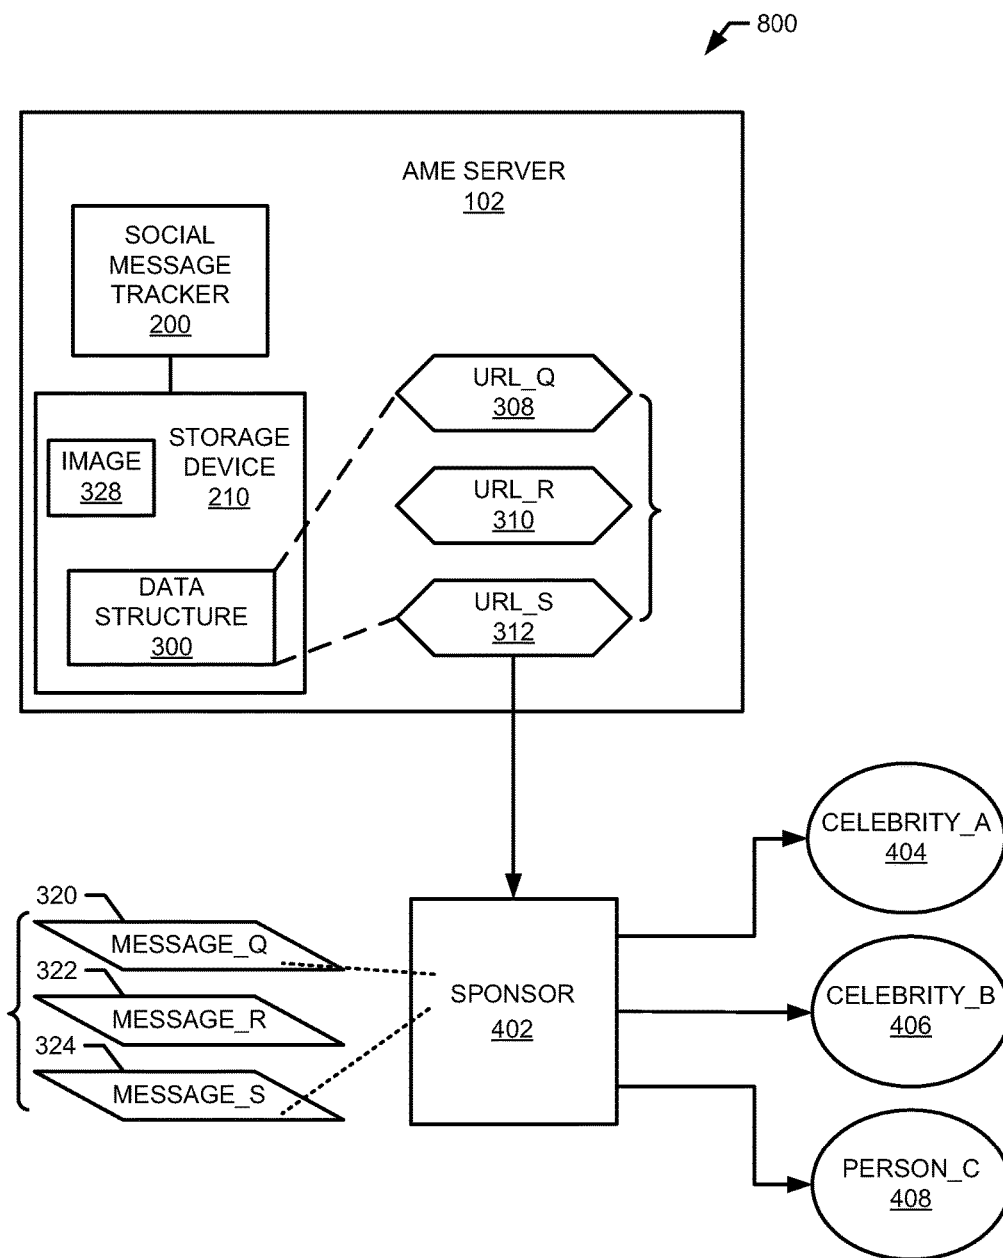 800
AME SERVER
102
SOCIAL
MESSAGE
TRACKER
200
STORAGE
DEVICE
210
IMAGE
328
DATA
STRUCTURE
300
URL_Q
308
URL_R
310
URL_S
312
320
MESSAGE_Q
322
MESSAGE_R
324
MESSAGE_S
SPONSOR
402
CELEBRITY_A
404
CELEBRITY_B
406
PERSON_C
408